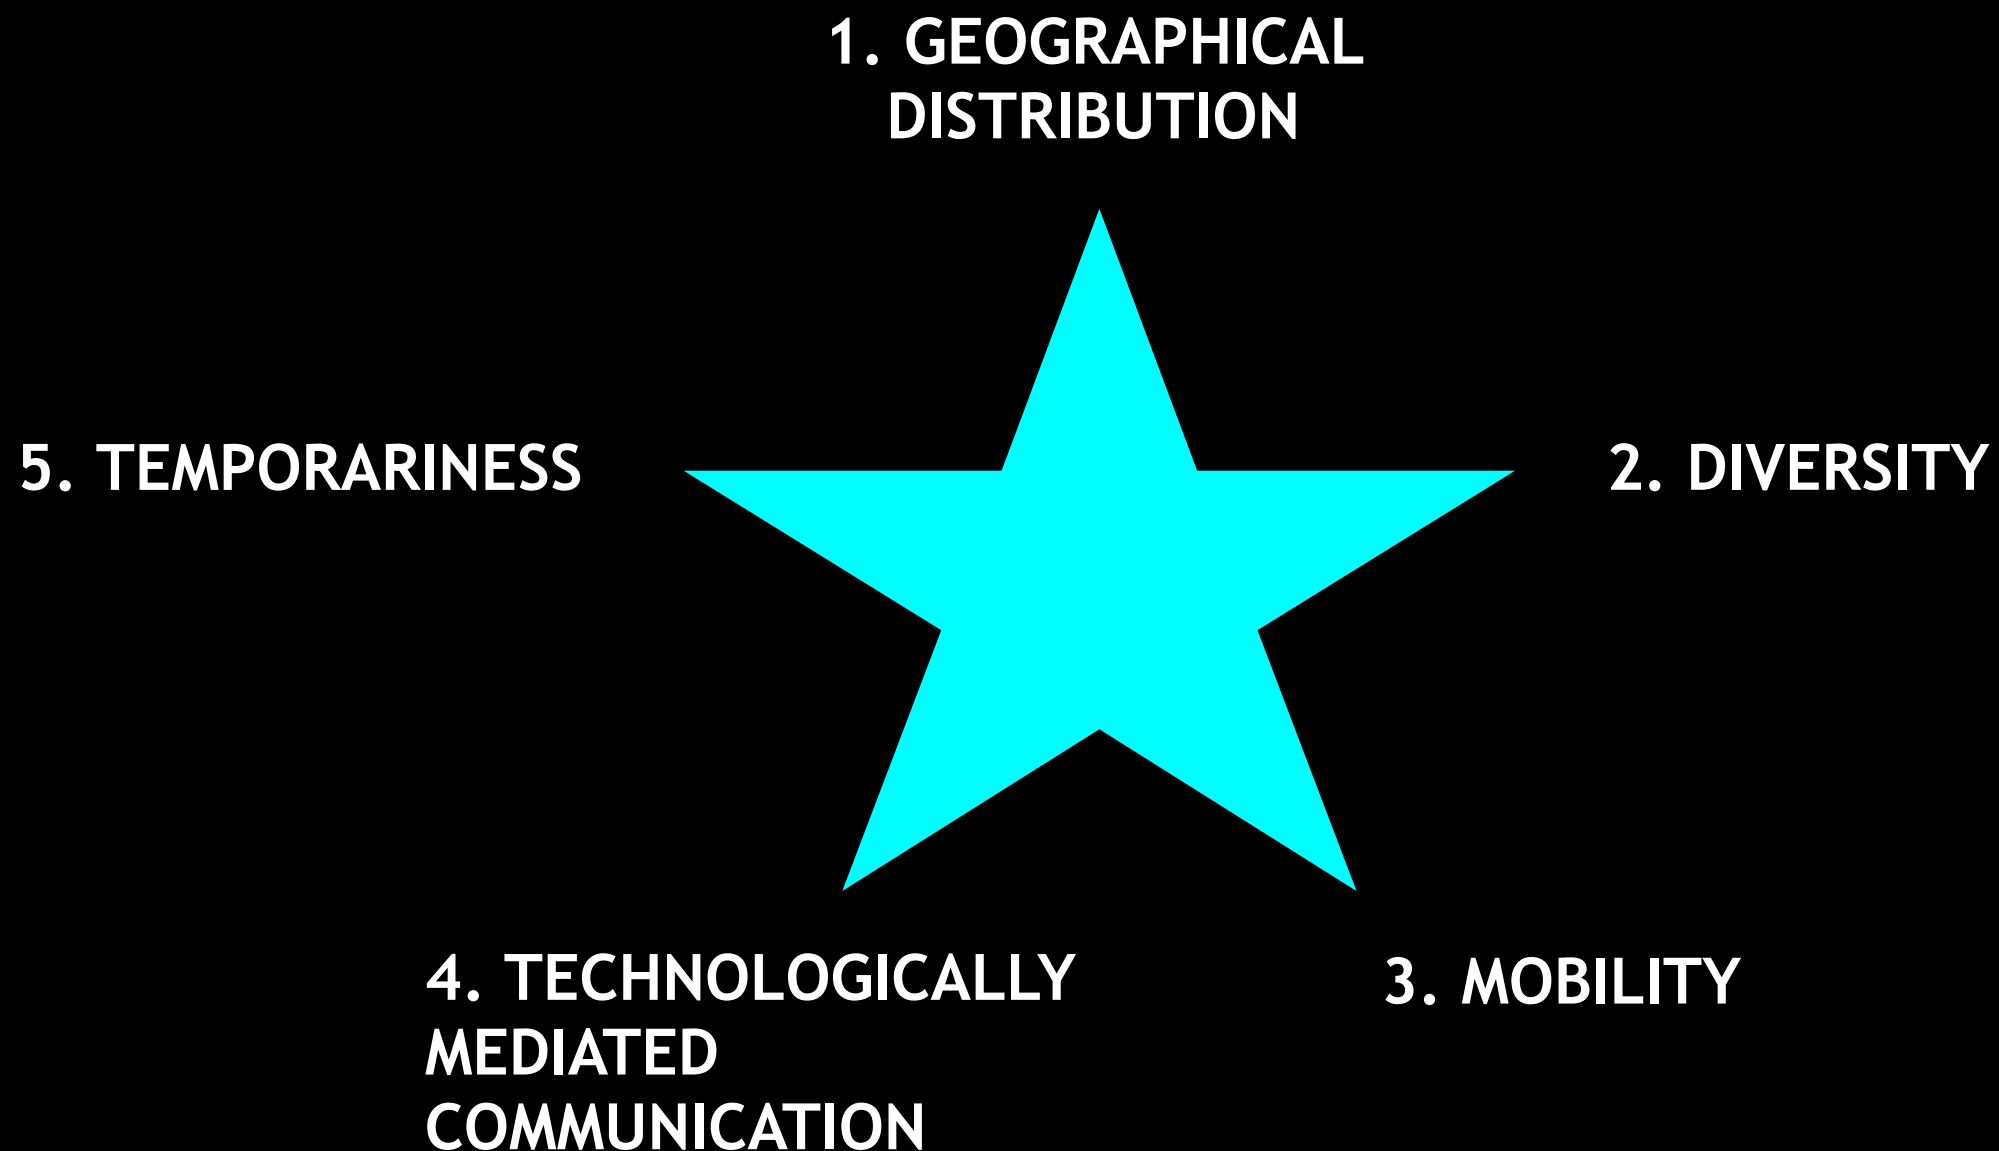 1. GEOGRAPHICAL
DISTRIBUTION
2. DIVERSITY
3. MOBILITY
4. TECHNOLOGICALLY
MEDIATED
COMMUNICATION
5. TEMPORARINESS